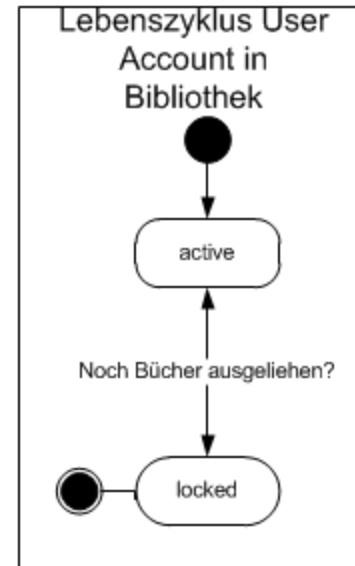 Lebenszyklus User
Account in
Bibliothek
active
Noch Bücher ausgeliehen?
locked